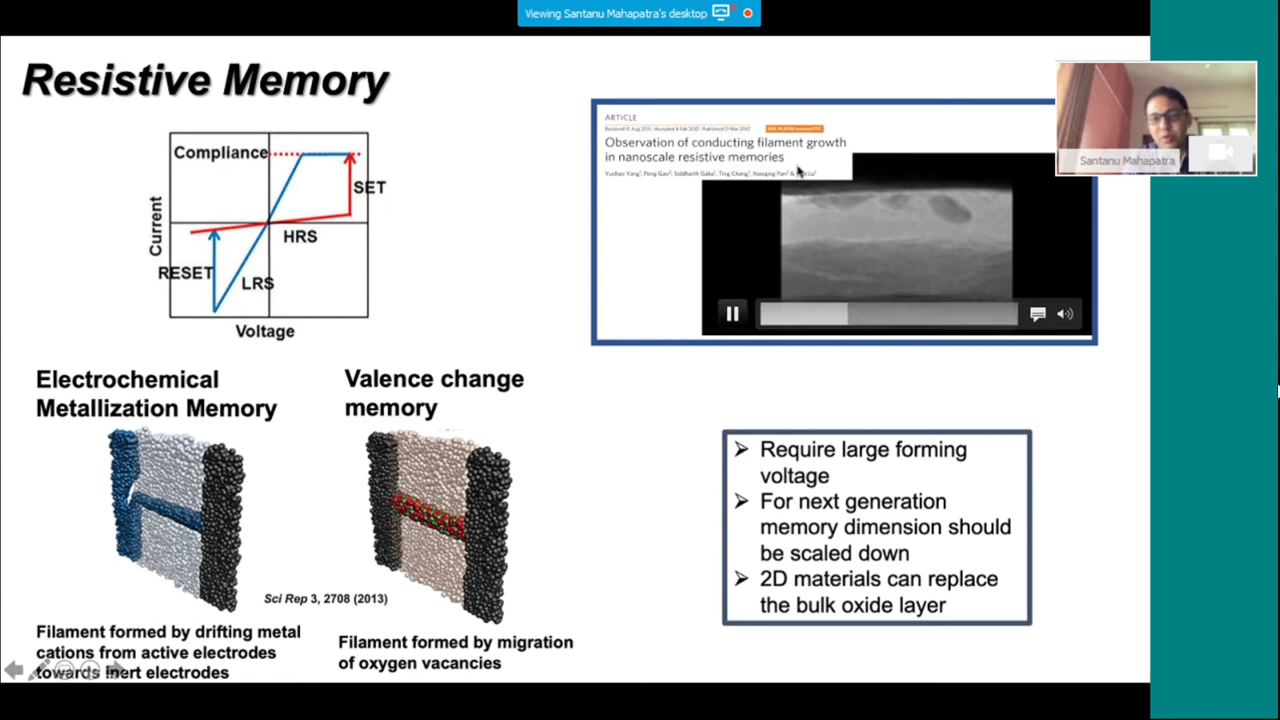 Viewing Santanu Mahapatra's desktop
Resistive Memory
Compliance
SET
Current
HRS
RESET
LRS
Voltage
ARTICLE
Observation of conducting filament growth
in nanoscale resistive memories
Santanu Mahapatra
Electrochemical
Metallization Memory
Valence change
memory
Sci Rep 3, 2708 (2013)
Filament formed by drifting metal
cations from active electrodes
towards inert electrodes
Filament formed by migration
of oxygen vacancies
➢ Require large forming
voltage
➢ For next generation
memory dimension should
be scaled down
➢ 2D materials can replace
the bulk oxide layer